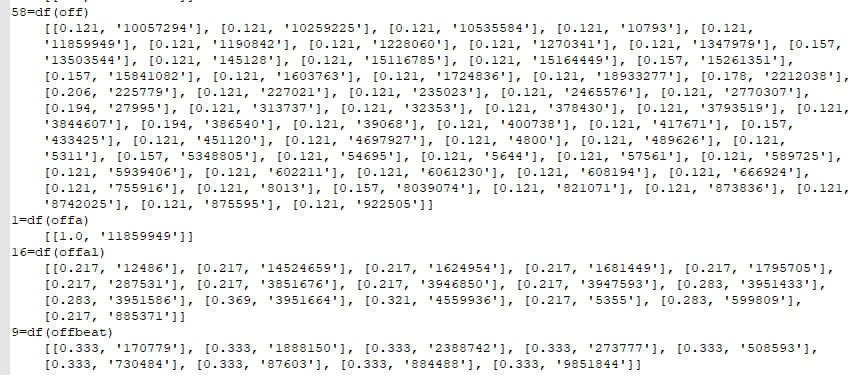 58=df(off)
[[0.121, '10057294'], [0.121, '10259225'], [0.121, '10535584'], [0.121, '10793'], [0.121,
'11859949'], [0.121, '1190842'], [0.121, '1228060'], [0.121, '1270341'], [0.121, '1347979'], [0.157,
'13503544'], [0.121, '145128'], [0.121, '15116785'], [0.121, '15164449'], [0.157, '15261351'],
[0.157, '15841082'], [0.121, '1603763'], [0.121, '1724836'], [0.121, '18933277'], [0.178, '2212038'],
[0.206, '225779'], [0.121, '227021'], [0.121, '235023'], [0.121, '2465576'], [0.121, '2770307'],
[0.194, '27995'], [0.121, '313737'], [0.121, '32353'], [0.121, '378430'], [0.121, '3793519'], [0.121,
'3844607'], [0.194, '386540'], [0.121, '39068'], [0.121, '400738'], [0.121, '417671'], [0.157,
'433425'], [0.121, '451120'], [0.121, '4697927'], [0.121, '4800'], [0.121, '489626'], [0.121,
'5311'], [0.157, '5348805'], [0.121, '54695'], [0.121, '5644'], [0.121, '57561'], [0.121, '589725'],
[0.121, '5939406'], [0.121, '602211'], [0.121, '6061230'], [0.121, '608194'], [0.121, '666924'],
[0.121, '755916'], [0.121, '8013'], [0.157, '8039074'], [0.121, '821071'], [0.121, '873836'], [0.121,
'8742025'], [0.121, '875595'], [0.121, '922505']]
1=df(offa)
[[1.0, '11859949']]
16=df(offal)
[[0.217, '12486'], [0.217, '14524659'], [0.217, '1624954'], [0.217, '1681449'], [0.217, '1795705'],
[0.217, '287531'], [0.217, '3851676'], [0.217, '3946850'], [0.217, '3947593'], [0.283, '3951433'],
[0.283, '3951586'], [0.369, '3951664'], [0.321, '4559936'], [0.217, '5355'], [0.283, '599809'],
[0.217, '885371']]
9=df(offbeat)
[[0.333, '170779'], [0.333, '1888150'], [0.333, '2388742'], [0.333, '273777'], [0.333, '508593'],
[0.333, '730484'], [0.333, '87603'], [0.333, '884488'], [0.333, '9851844']]